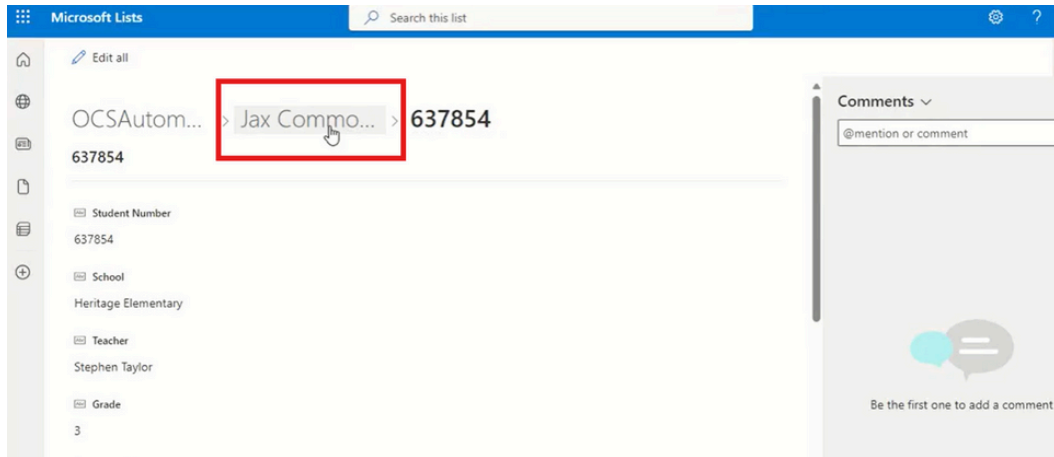 Microsoft Lists
Search this list
?
Edit all
OCSAutom... > Jax Commo... > 637854
637854
Student Number
637854
School
Heritage Elementary
Teacher
Stephen Taylor
Grade
3
Comments
@mention or comment
Be the first one to add a comment